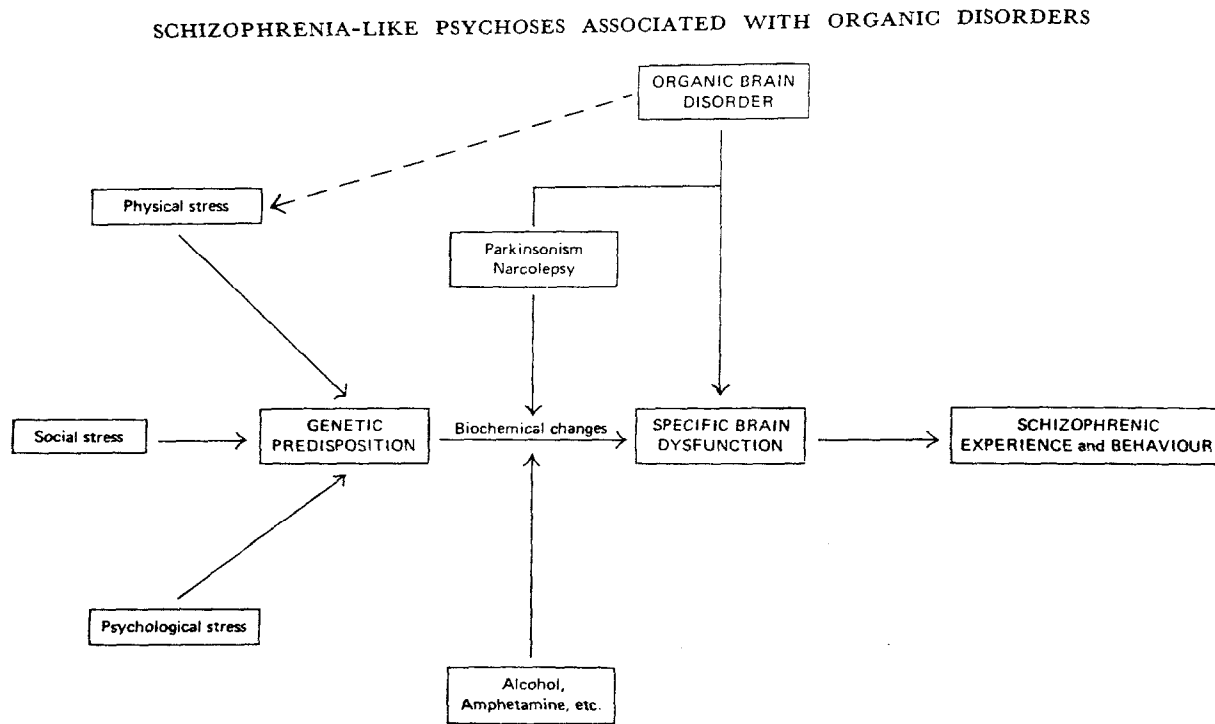 SCHIZOPHRENIA-LIKE PSYCHOSES ASSOCIATED WITH ORGANIC DISORDERS
ORGANIC BRAIN
DISORDER
Physical stress
Parkinsonism
Narcolepsy
Social stress
GENETIC
PREDISPOSITION
Biochemical changes
SPECIFIC BRAIN
DYSFUNCTION
SCHIZOPHRENIC
EXPERIENCE and BEHAVIOUR
Psychological stress
Alcohol,
Amphetamine, etc.